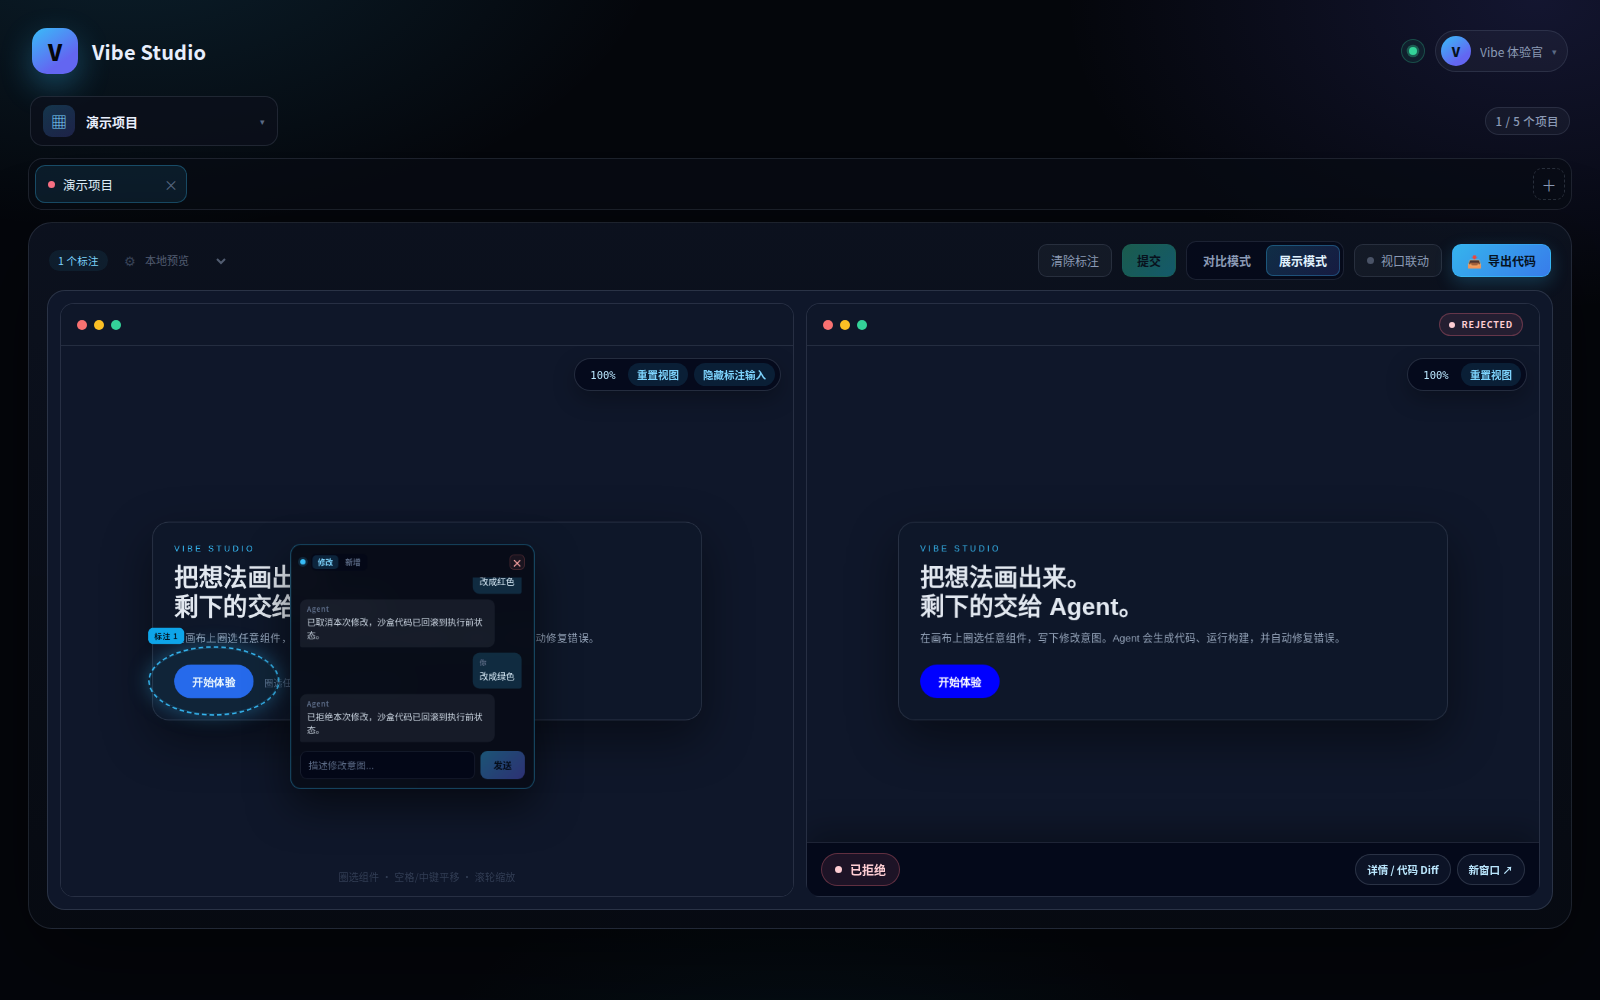 V
Vibe Studio
V
Vibe 体验官
演示项目
1 / 5 个项目
演示项目
1 个标注
本地预览
清除标注
提交
对比模式
展示模式
视口联动
导出代码
100%
重置视图
隐藏标注输入
VIBE STUDIO
把想法画出
剩下的交给
标注 1
画布上圈选任意组件，
动修复错误。
开始体验
圈选任
修改
新增
改成红色
Agent
已取消本次修改，沙盒代码已回滚到执行前状
态。
你
改成绿色
Agent
已拒绝本次修改，沙盒代码已回滚到执行前状
态。
描述修改意图...
发送
圈选组件 • 空格/中键平移 • 滚轮缩放
REJECTED
100%
重置视图
VIBE STUDIO
把想法画出来。
剩下的交给 Agent。
在画布上圈选任意组件，写下修改意图。Agent 会生成代码、运行构建，并自动修复错误。
开始体验
已拒绝
详情 / 代码 Diff
新窗口 ↗